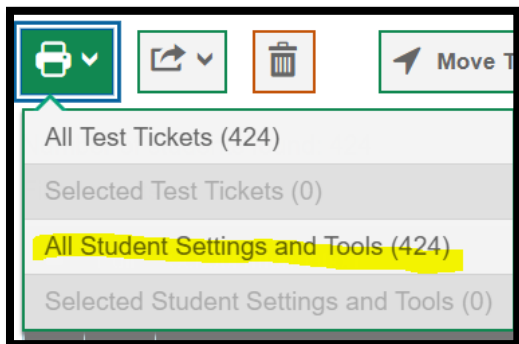 Move T
All Test Tickets (424)
Selected Test Tickets (0)
All Student Settings and Tools (424)
Selected Student Settings and Tools (0)